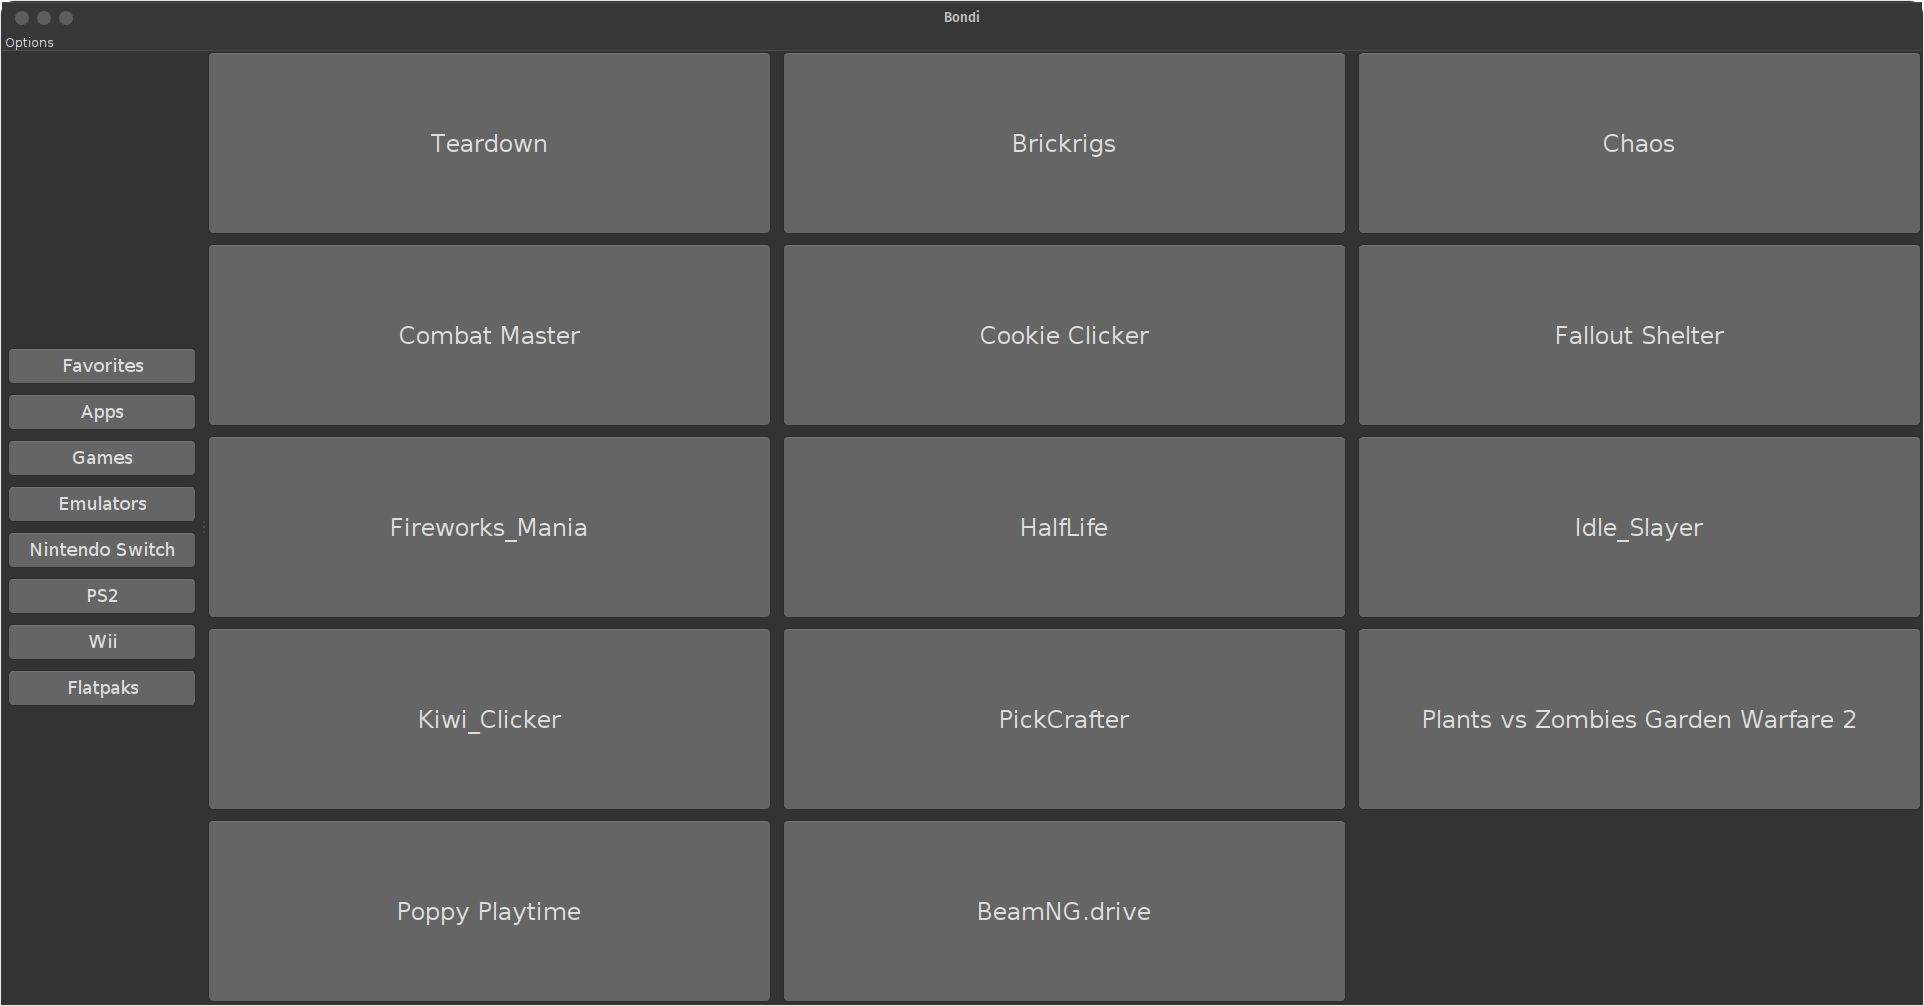 Bondi
Options
Favorites
Apps
Games
Emulators
Nintendo Switch
PS2
Wii
Flatpaks
Teardown
Brickrigs
Chaos
Combat Master
Cookie Clicker
Fallout Shelter
Fireworks_Mania
HalfLife
Idle_Slayer
Kiwi_Clicker
PickCrafter
Plants vs Zombies Garden Warfare 2
Poppy Playtime
BeamNG.drive